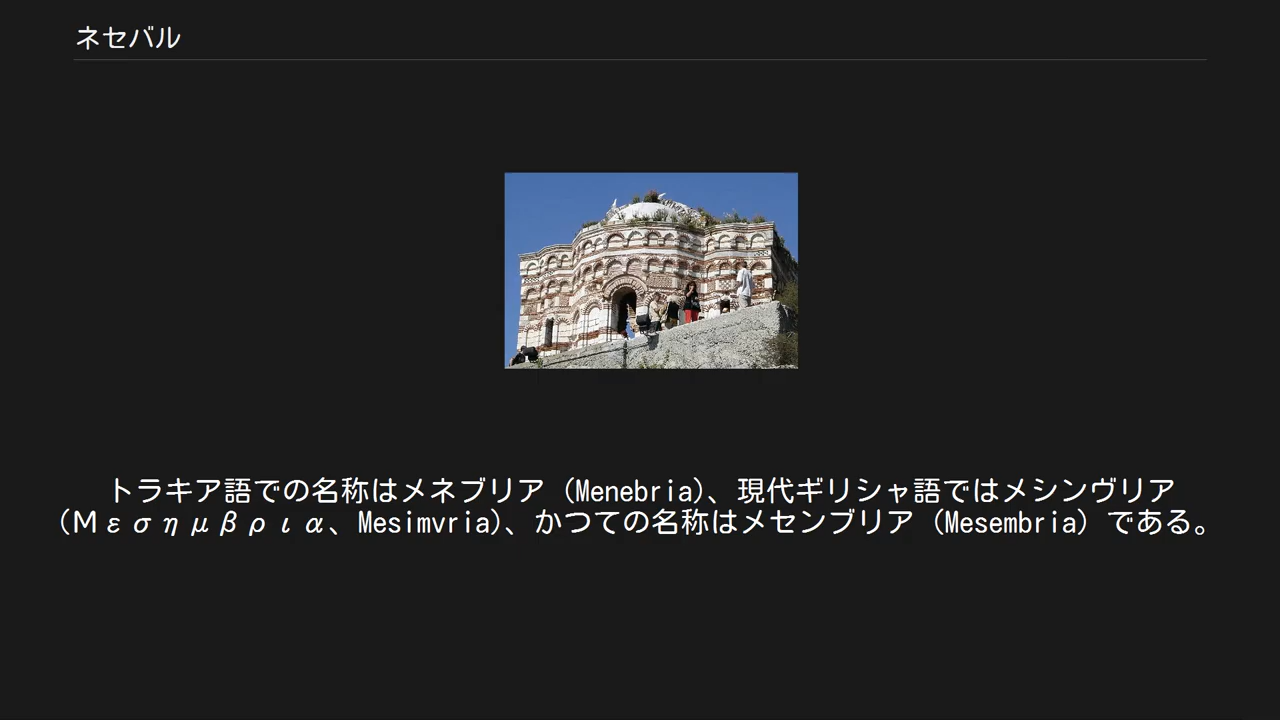 ネセバル
トラキア語での名称はメネブリア (Menebria)、現代ギリシャ語ではメシンヴリア
(Μεσημβρια、Mesimvria)、かつての名称はメセンブリア (Mesembria) である。